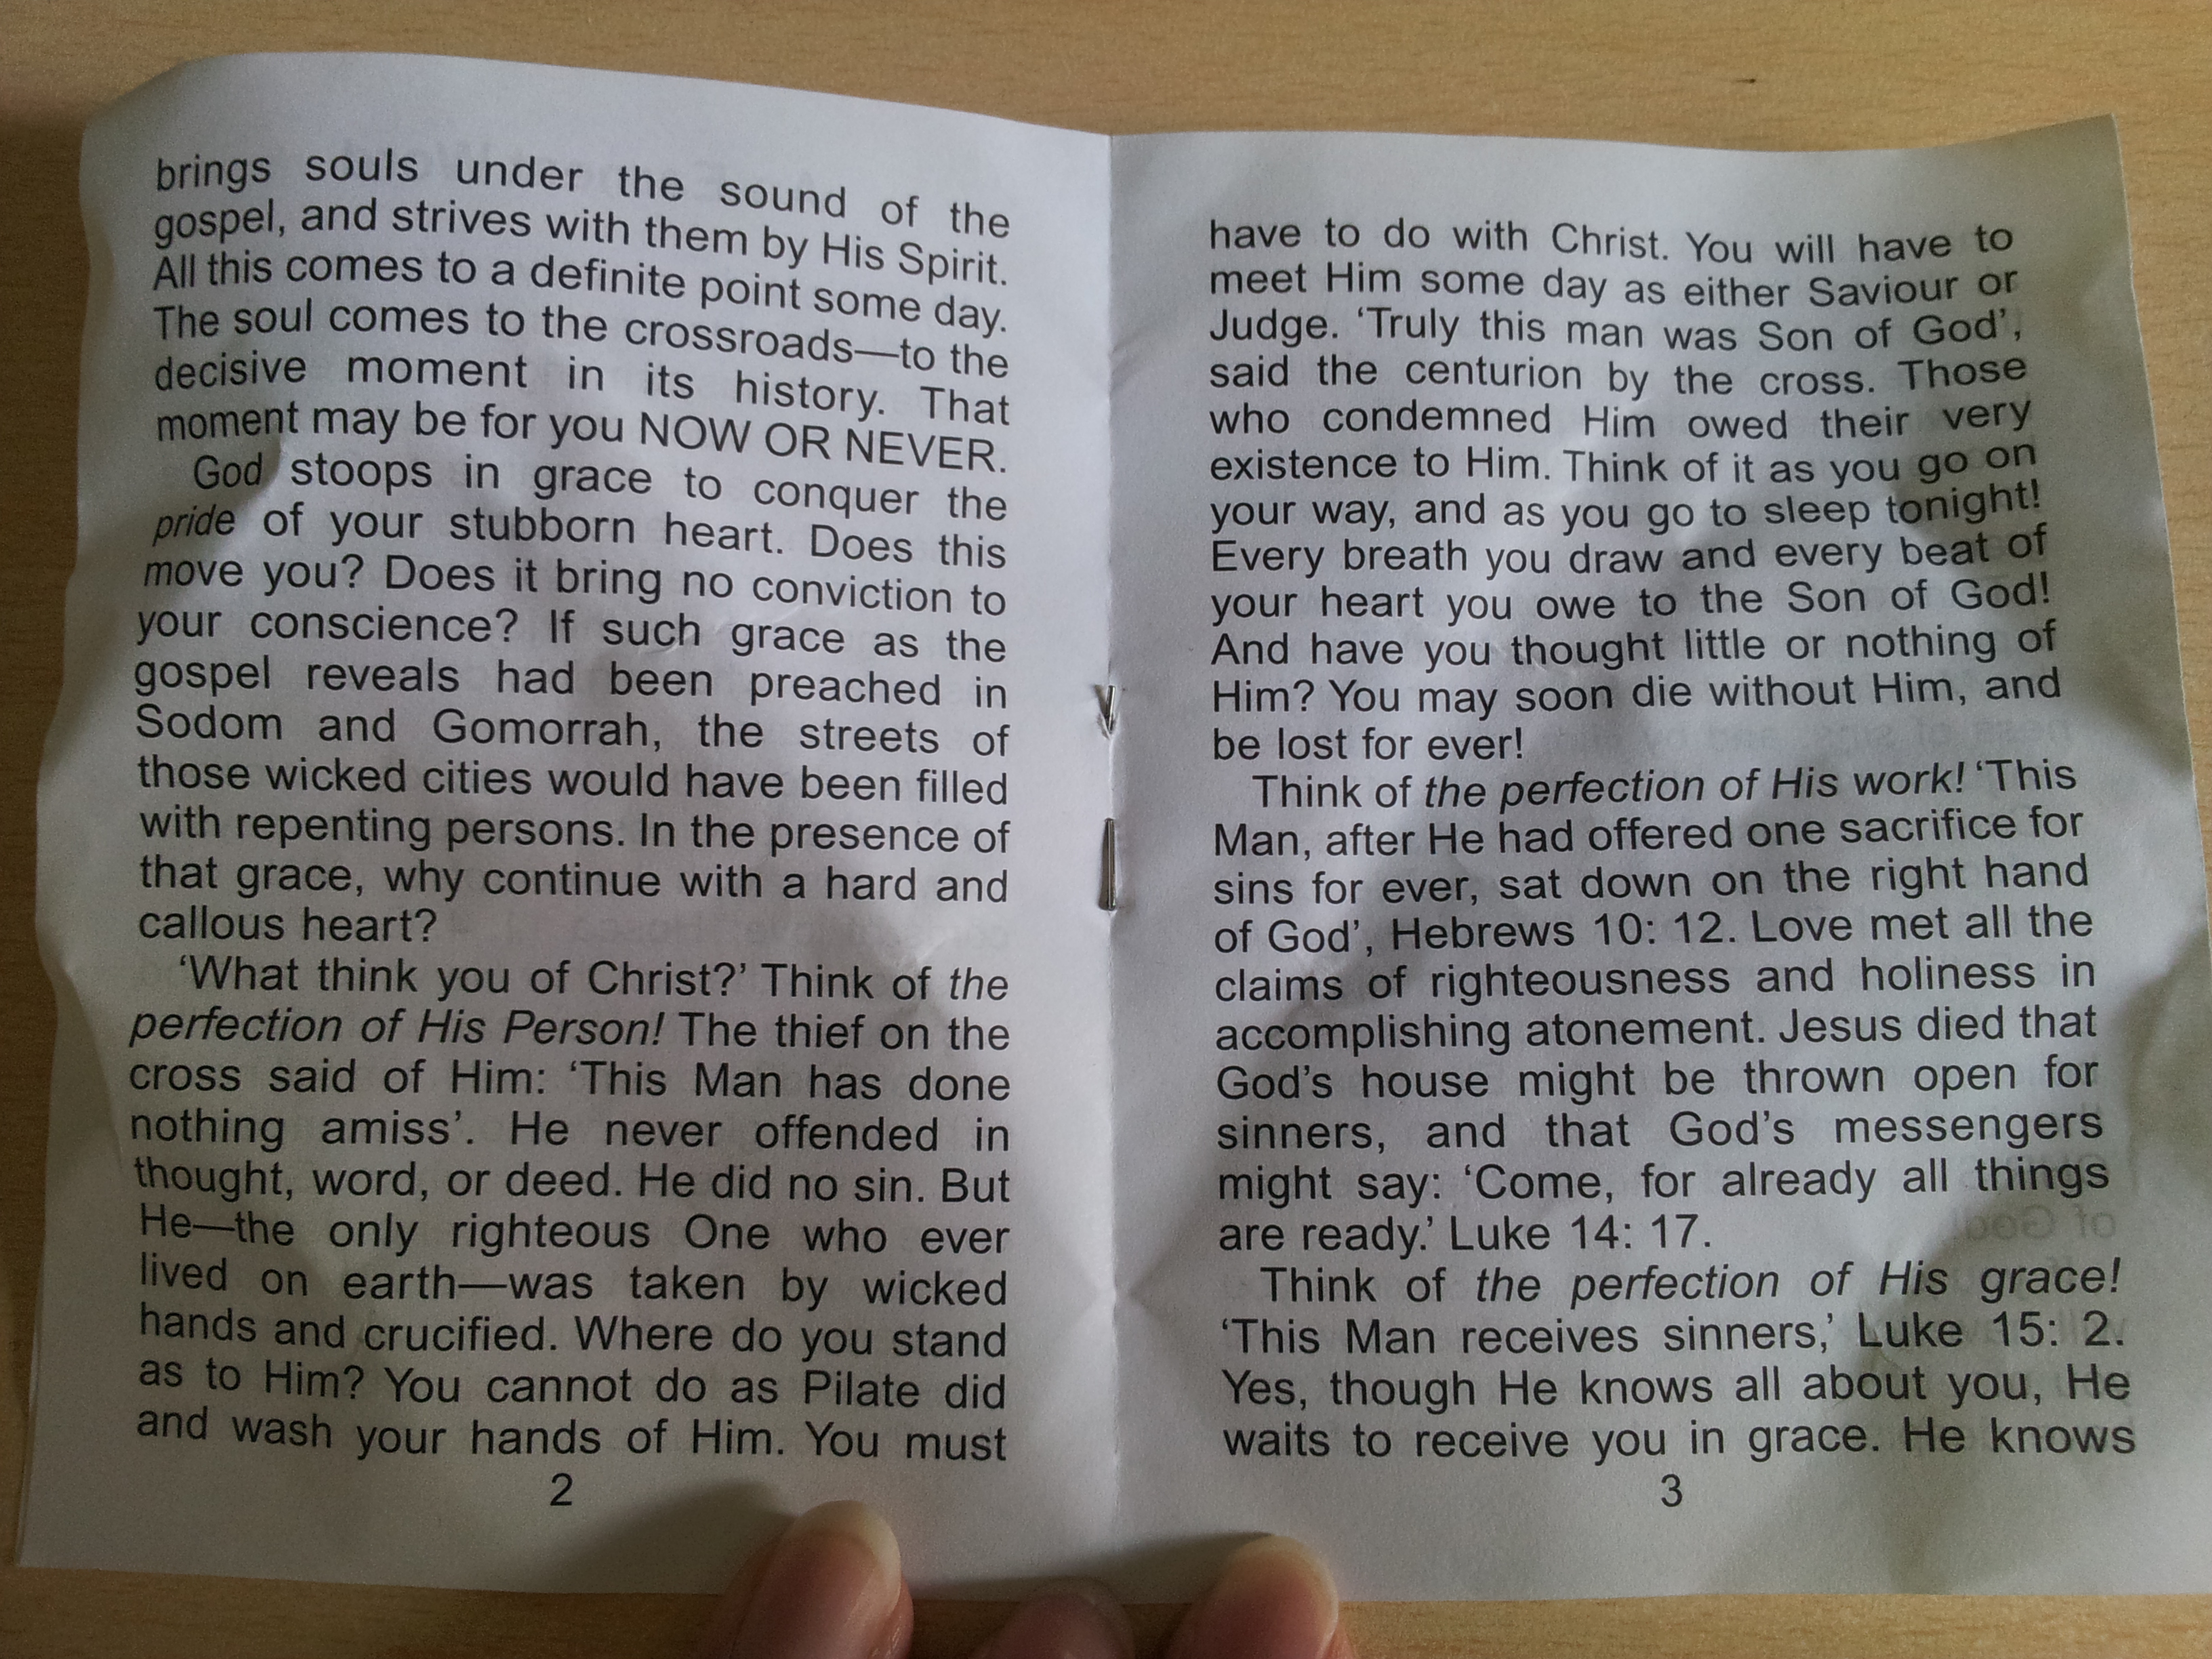 brings souls under the sound of the
gospel, and strives with them by His Spirit.
All this comes to a definite point some day.
The soul comes to the crossroads—to the
decisive moment in its history. That
moment may be for you NOW OR NEVER.
God stoops in grace to conquer the
pride of your stubborn heart. Does this
move you? Does it bring no conviction to
your conscience? If such grace as the
gospel reveals had been preached in
Sodom and Gomorrah, the streets of
those wicked cities would have been filled
with repenting persons. In the presence of
that grace, why continue with a hard and
callous heart?
‘What think you of Christ?’ Think of the
perfection of His Person! The thief on the
cross said of Him: ‘This Man has done
nothing amiss’. He never offended in
thought, word, or deed. He did no sin. But
He—the only righteous One who ever
lived on earth—was taken by wicked
hands and crucified. Where do you stand
as to Him? You cannot do as Pilate did
and wash your hands of Him. You must
2
have to do with Christ. You will have to
meet Him some day as either Saviour or
Judge. ‘Truly this man was Son of God’,
said the centurion by the cross. Those
who condemned Him owed their very
existence to Him. Think of it as you go on
your way, and as you go to sleep tonight!
Every breath you draw and every beat of
your heart you owe to the Son of God!
And have you thought little or nothing of
Him? You may soon die without Him, and
be lost for ever!
Think of the perfection of His work! ‘This
Man, after He had offered one sacrifice for
sins for ever, sat down on the right hand
of God’, Hebrews 10: 12. Love met all the
claims of righteousness and holiness in
accomplishing atonement. Jesus died that
God’s house might be thrown open for
sinners, and that God’s messengers
might say: ‘Come, for already all things
are ready.’ Luke 14: 17.
Think of the perfection of His grace!
‘This Man receives sinners,’ Luke 15: 2.
Yes, though He knows all about you, He
waits to receive you in grace. He knows
3